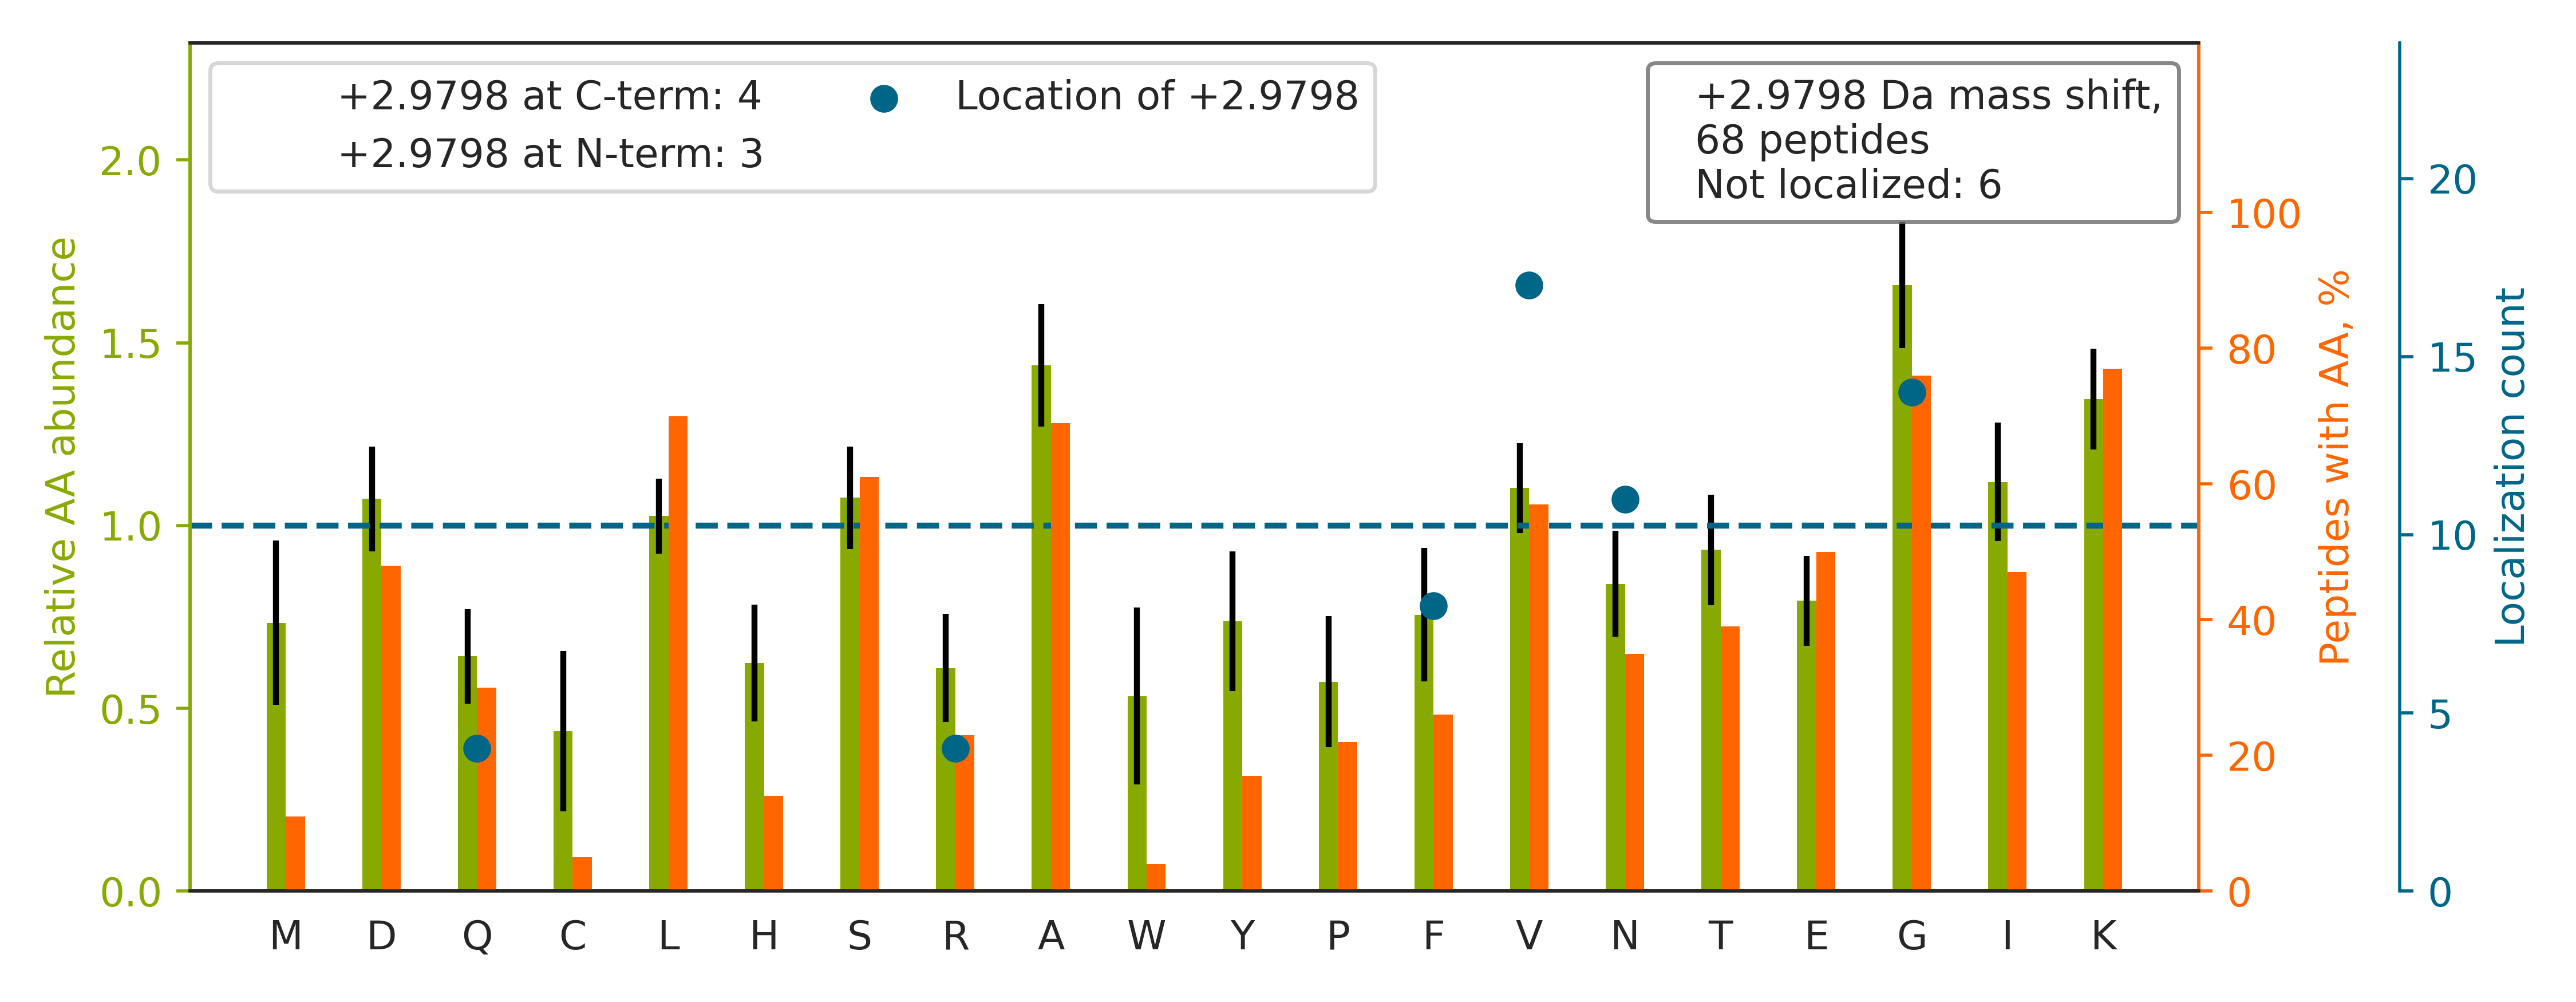 +2.9798 at C-term: 4
+2.9798 at N-term: 3
Location of +2.9798
+2.9798 Da mass shift,
68 peptides
Not localized: 6
Relative AA abundance
2.0
1.5
1.0
0.5
0.0
Peptides with AA, %
100
80
60
40
20
0
Localization count
20
15
10
5
0
M D Q C L H S R A W Y P F V N T E G I K